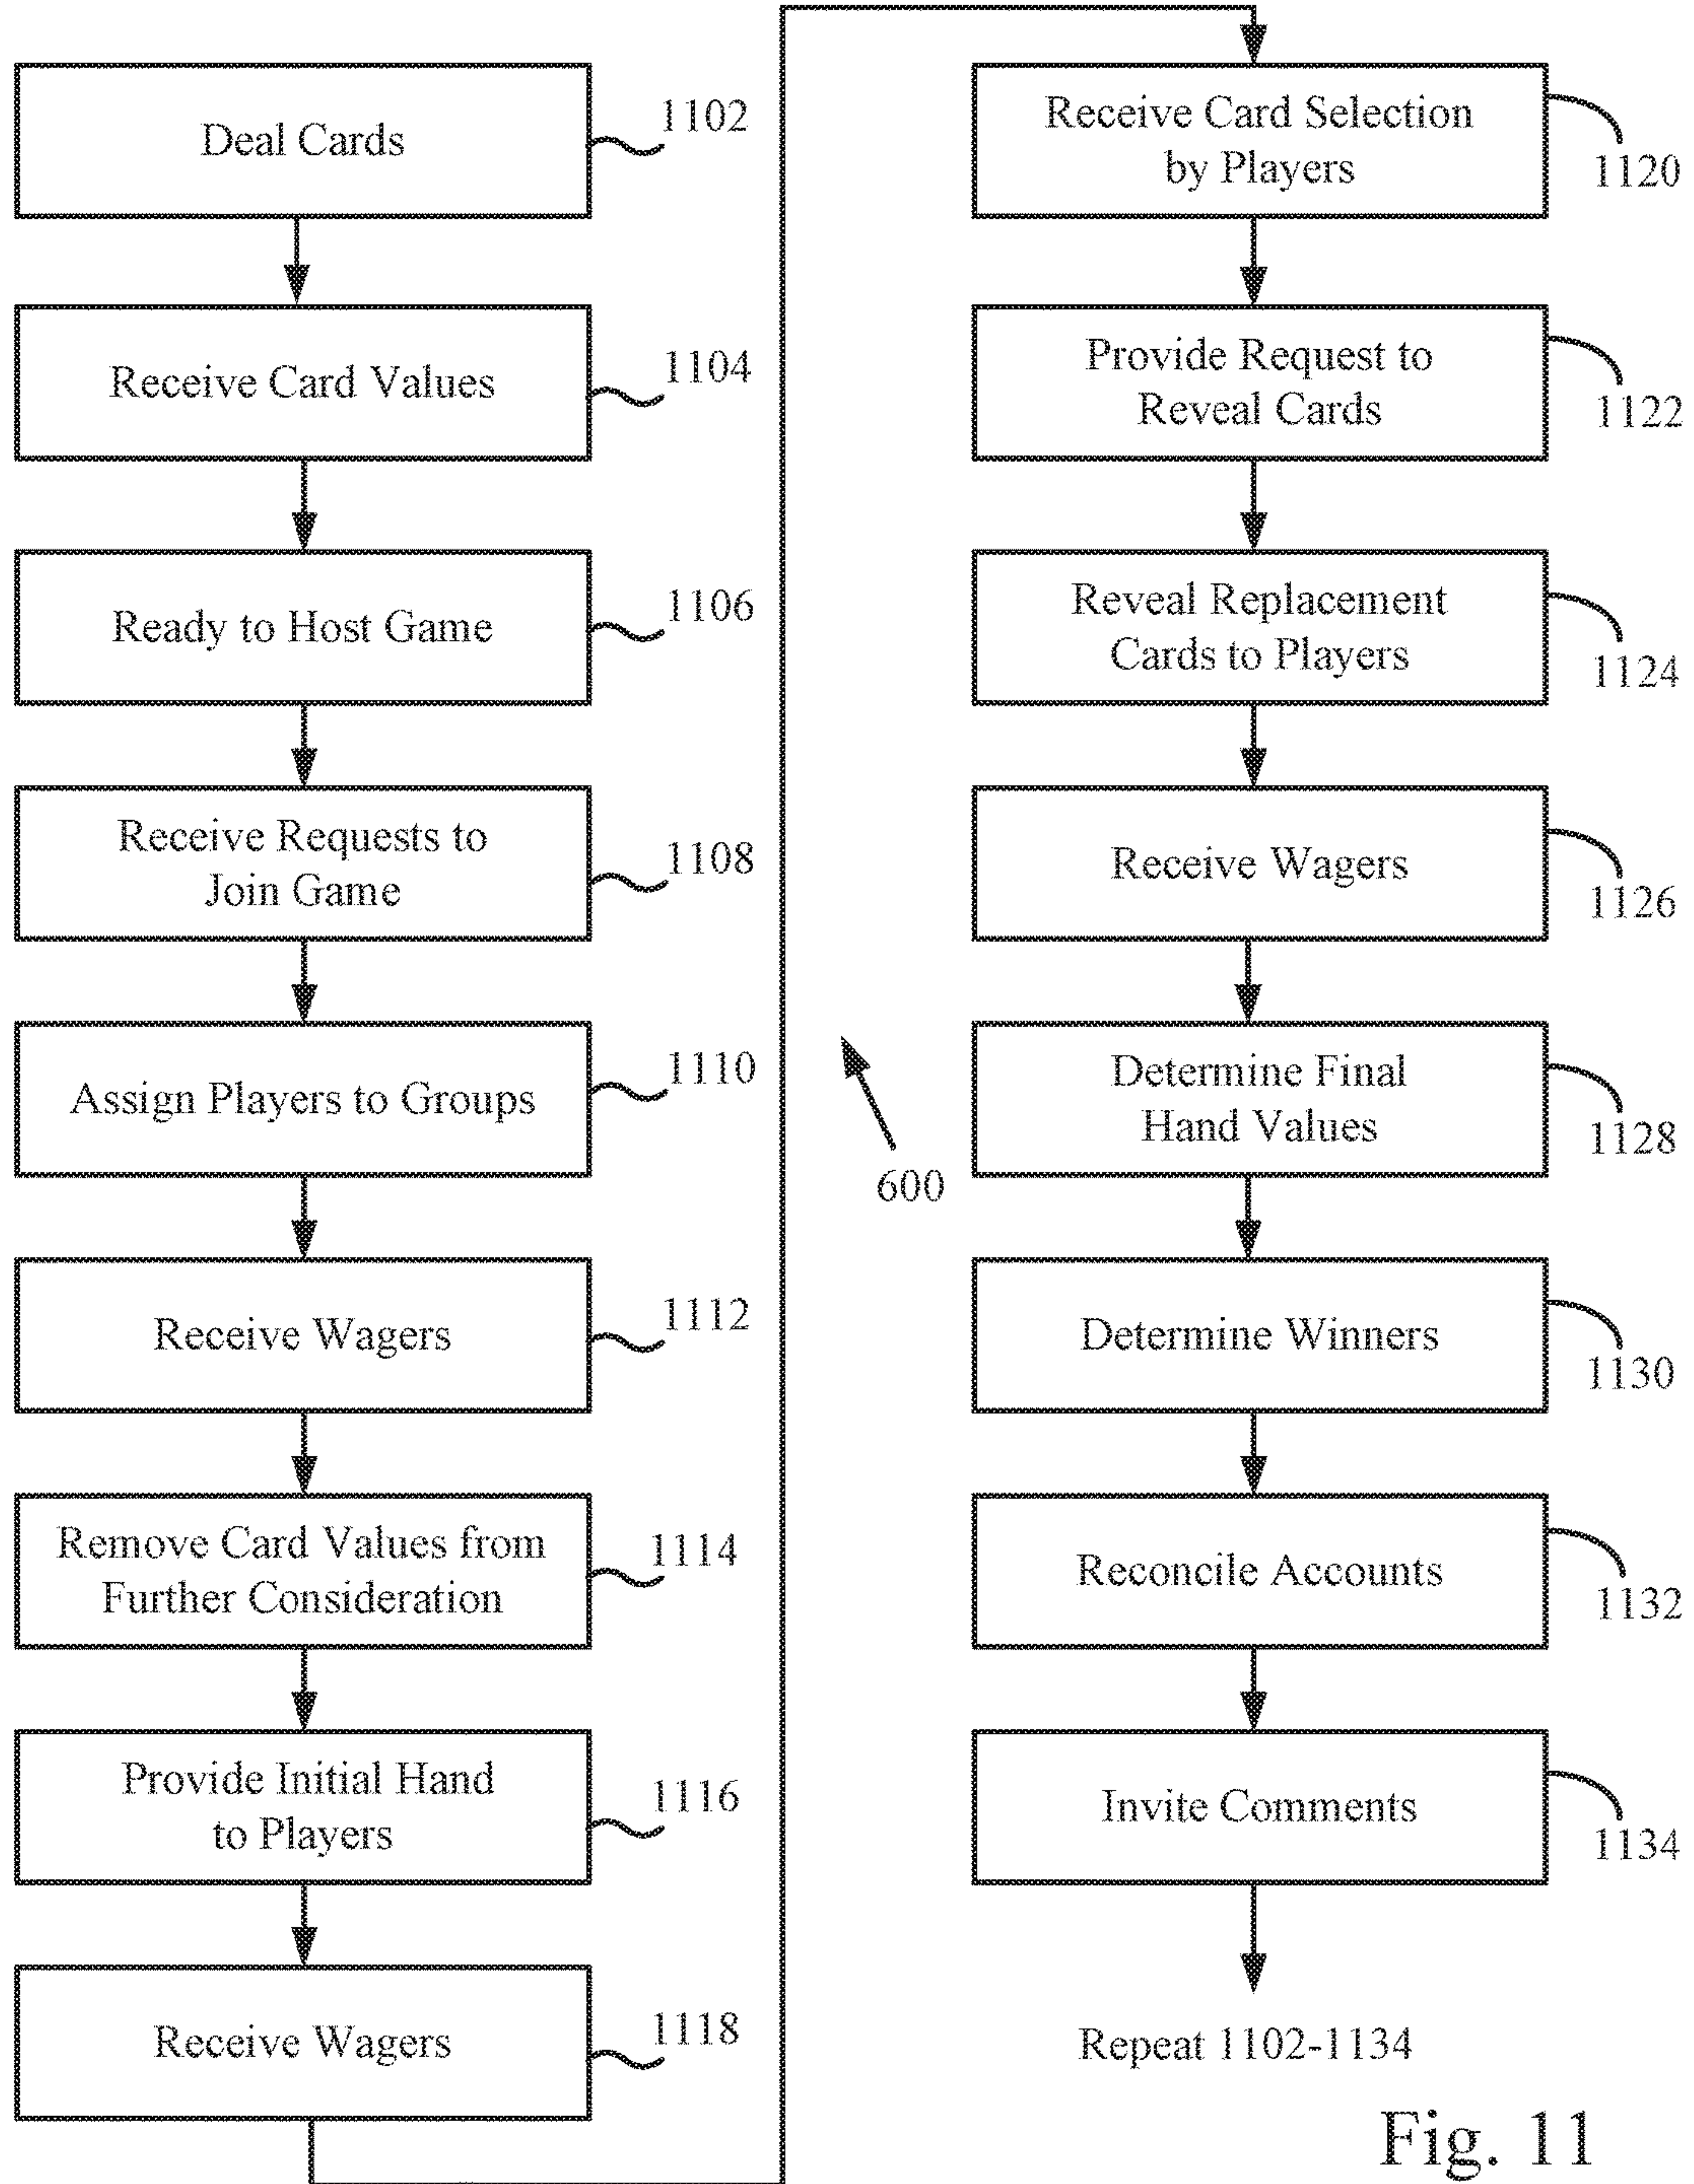 Deal Cards
1102
Receive Card Values
1104
Ready to Host Game
1106
Receive Requests to
Join Game
1108
Assign Players to Groups
1110
Receive Wagers
1112
Remove Card Values from
Further Consideration
1114
Provide Initial Hand
to Players
1116
Receive Wagers
1118
600
Receive Card Selection
by Players
1120
Provide Request to
Reveal Cards
1122
Reveal Replacement
Cards to Players
1124
Receive Wagers
1126
Determine Final
Hand Values
1128
Determine Winners
1130
Reconcile Accounts
1132
Invite Comments
1134
Repeat 1102-1134
Fig. 11